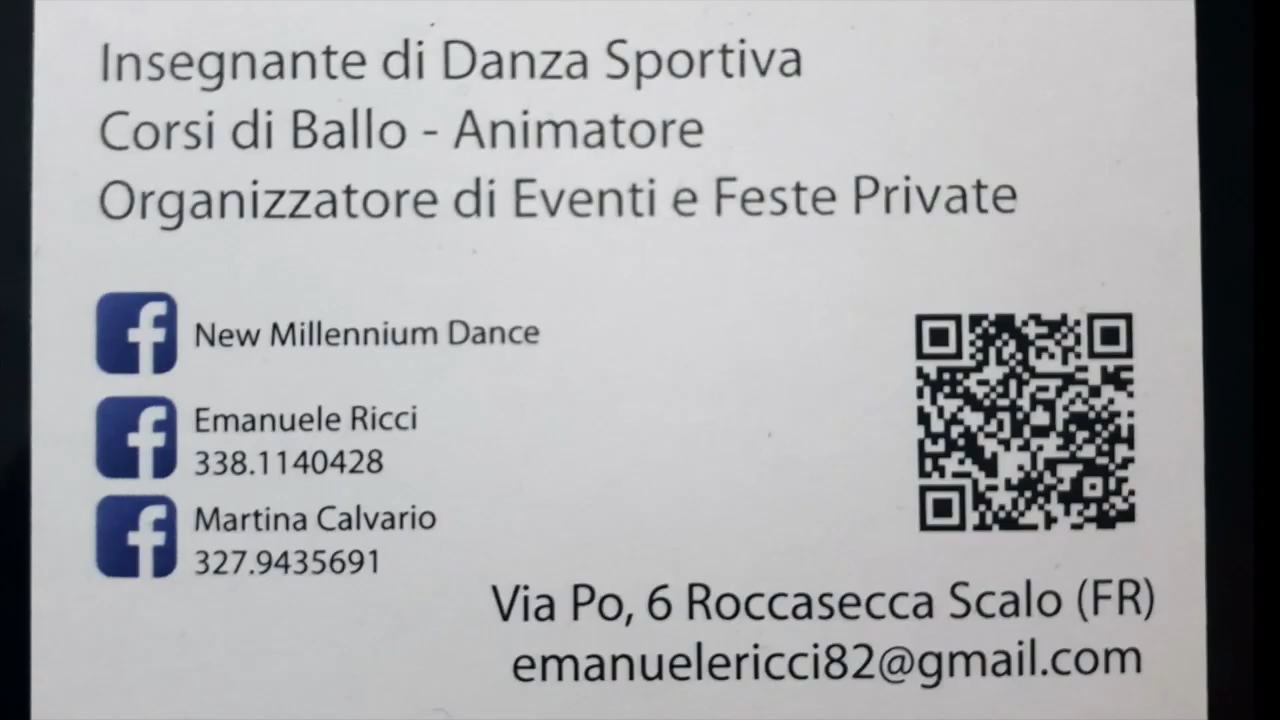 Insegnante di Danza Sportiva
Corsi di Ballo - Animatore
Organizzatore di Eventi e Feste Private
New Millennium Dance
Emanuele Ricci
338.1140428
Martina Calvario
327.9435691
Via Po, 6 Roccasecca Scalo (FR)
emanuelericci82@gmail.com